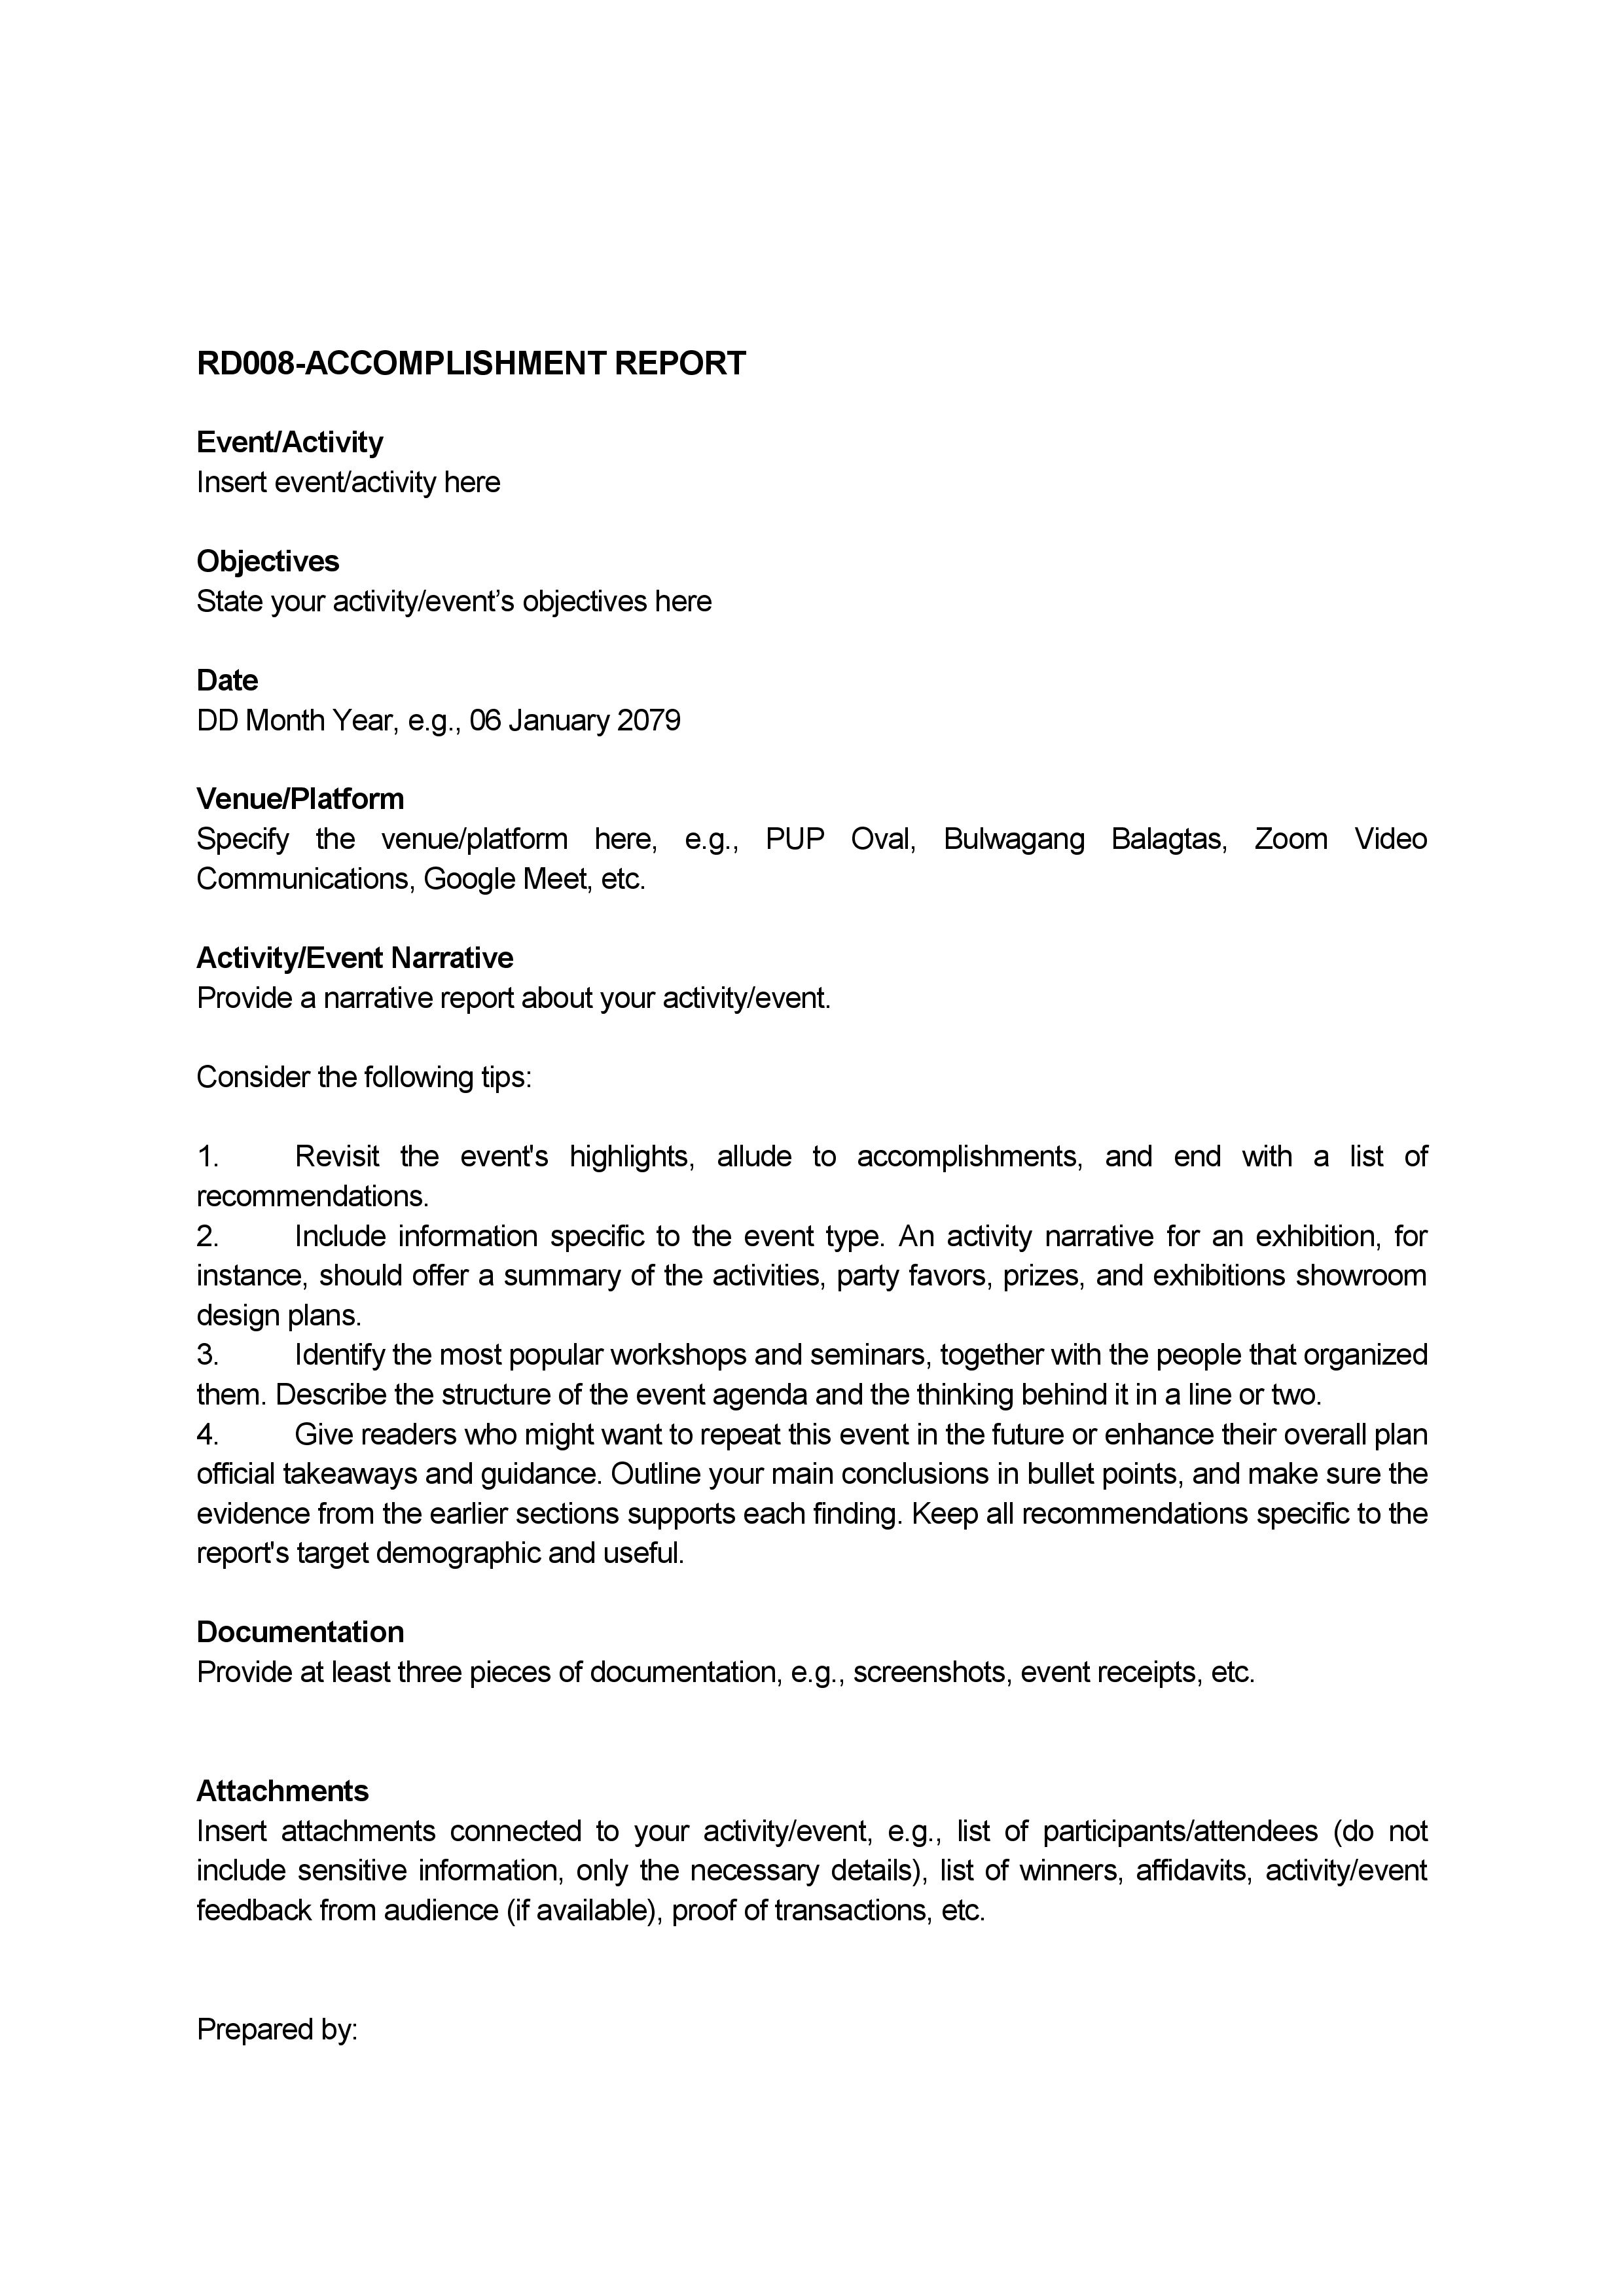 RD008-ACCOMPLISHMENT REPORT
Event/Activity
Insert event/activity here
Objectives
State your activity/event’s objectives here
Date
DD Month Year, e.g., 06 January 2079
Venue/Platform
Specify the venue/platform here, e.g., PUP Oval, Bulwagang Balagtas, Zoom Video
Communications, Google Meet, etc.
Activity/Event Narrative
Provide a narrative report about your activity/event.
Consider the following tips:
1. Revisit the event's highlights, allude to accomplishments, and end with a list of
recommendations.
2. Include information specific to the event type. An activity narrative for an exhibition, for
instance, should offer a summary of the activities, party favors, prizes, and exhibitions showroom
design plans.
3. Identify the most popular workshops and seminars, together with the people that organized
them. Describe the structure of the event agenda and the thinking behind it in a line or two.
4. Give readers who might want to repeat this event in the future or enhance their overall plan
official takeaways and guidance. Outline your main conclusions in bullet points, and make sure the
evidence from the earlier sections supports each finding. Keep all recommendations specific to the
report's target demographic and useful.
Documentation
Provide at least three pieces of documentation, e.g., screenshots, event receipts, etc.
Attachments
Insert attachments connected to your activity/event, e.g., list of participants/attendees (do not
include sensitive information, only the necessary details), list of winners, affidavits, activity/event
feedback from audience (if available), proof of transactions, etc.
Prepared by: